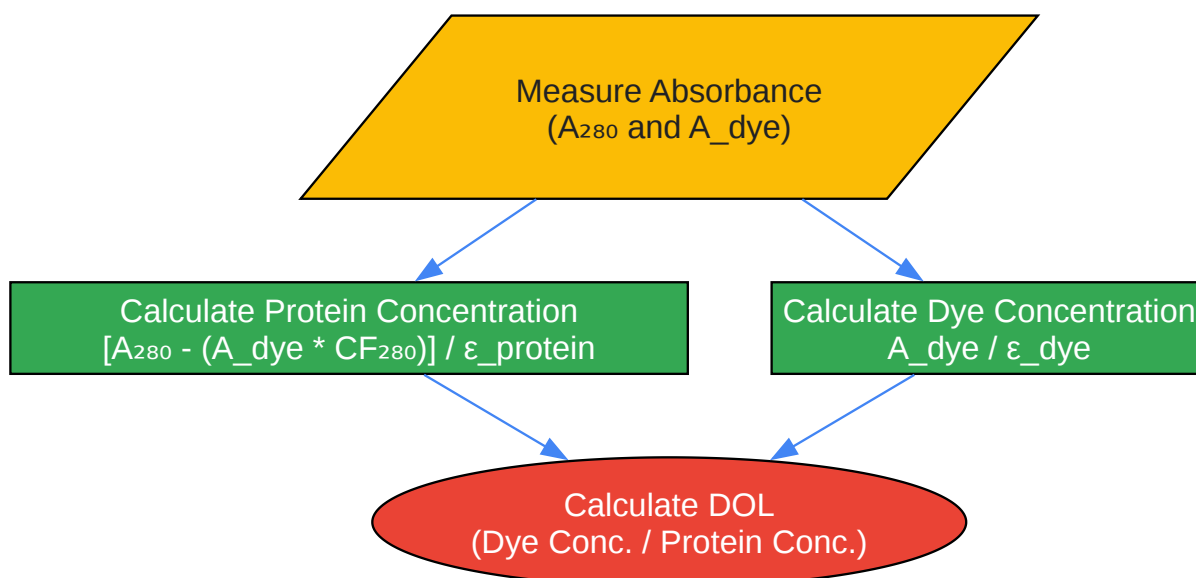 Measure Absorbance
(A₂₈₀ and A_dye)
Calculate Protein Concentration
[A₂₈₀ - (A_dye * CF₂₈₀)] / ε_protein
Calculate Dye Concentration
A_dye / ε_dye
Calculate DOL
(Dye Conc. / Protein Conc.)